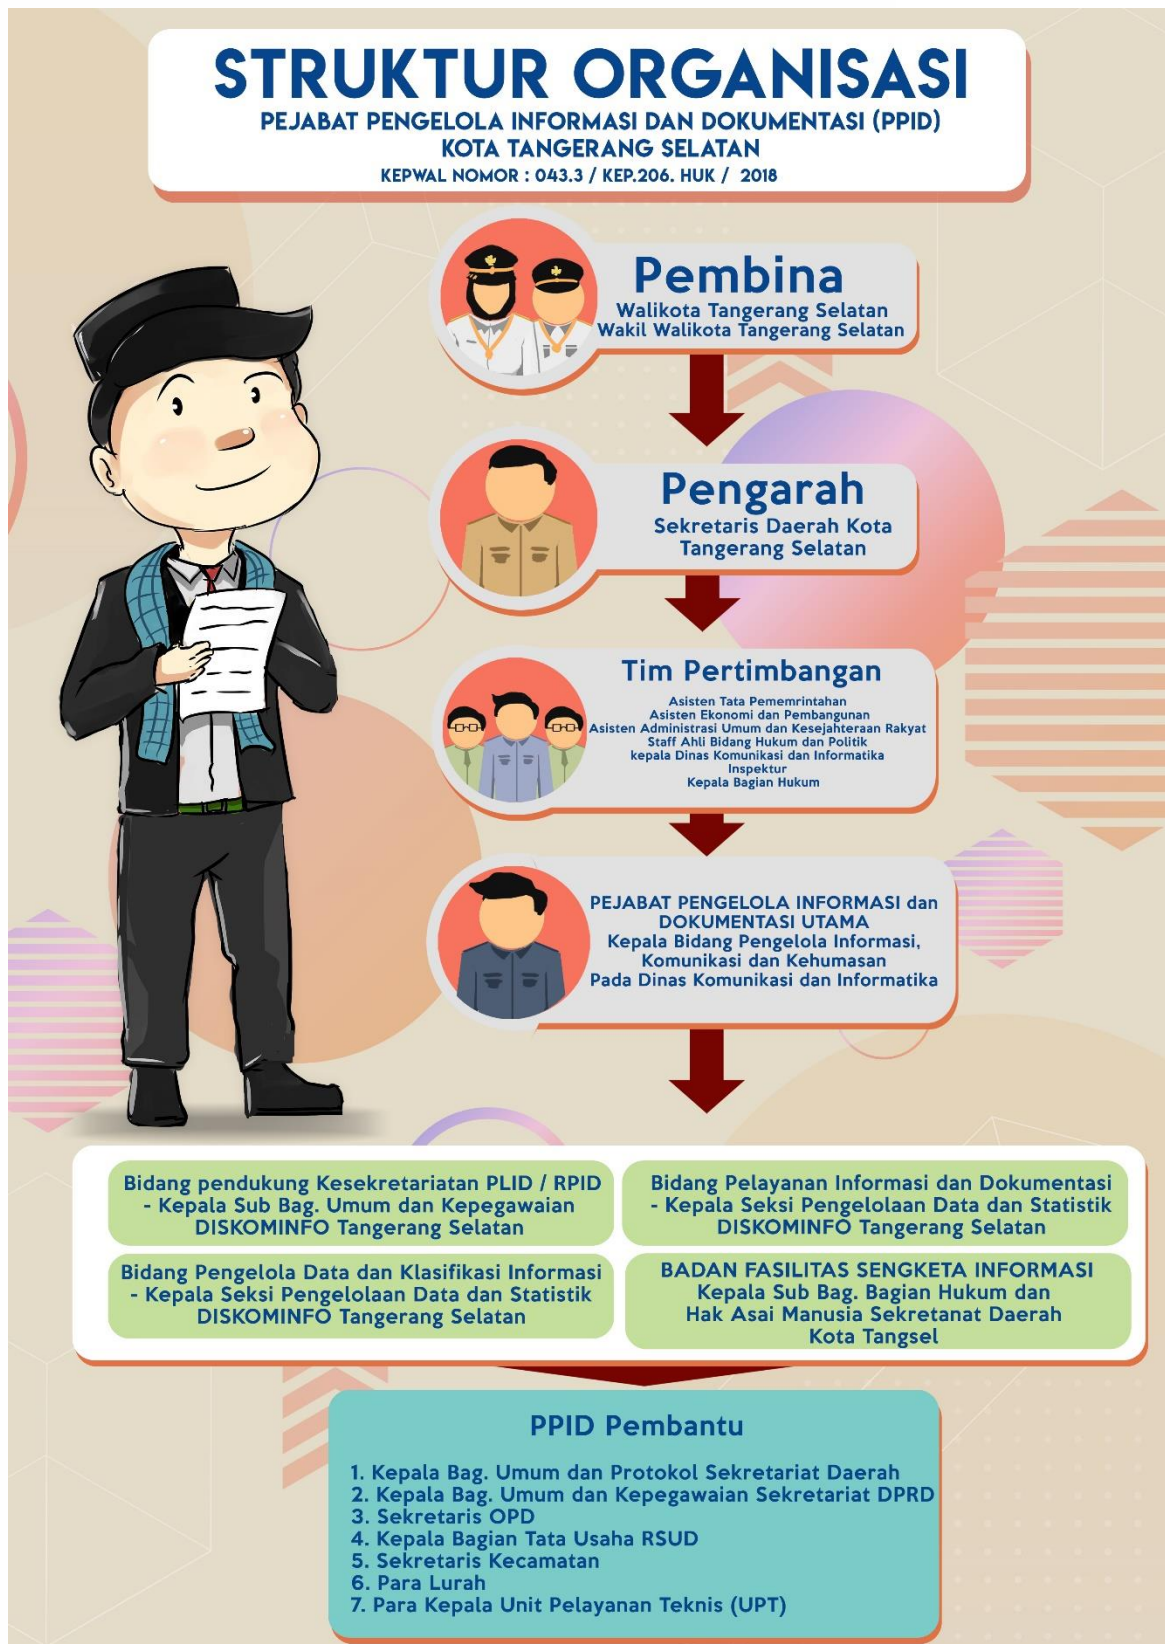 STRUKTUR ORGANISASI
PEJABAT PENGELOLA INFORMASI DAN DOKUMENTASI (PPID)
KOTA TANGERANG SELATAN
KEPWAL NOMOR : 043.3 / KEP.206. HUK / 2018
Pembina
Walikota Tangerang Selatan
Wakil Walikota Tangerang Selatan
Pengarah
Sekretaris Daerah Kota
Tangerang Selatan
Tim Pertimbangan
Asisten Tata Pememrintahan
Asisten Ekonomi dan Pembangunan
Asisten Administrasi Umum dan Kesejahteraan Rakyat
Staff Ahli Bidang Hukum dan Politik
kepala Dinas Komunikasi dan Informatika
Inspektur
Kepala Bagian Hukum
PEJABAT PENGELOLA INFORMASI dan
DOKUMENTASI UTAMA
Kepala Bidang Pengelola Informasi,
Komunikasi dan Kehumasan
Pada Dinas Komunikasi dan Informatika
Bidang pendukung Kesekretariatan PLID / RPID
- Kepala Sub Bag. Umum dan Kepegawaian
DISKOMINFO Tangerang Selatan
Bidang Pelayanan Informasi dan Dokumentasi
- Kepala Seksi Pengelolaan Data dan Statistik
DISKOMINFO Tangerang Selatan
Bidang Pengelola Data dan Klasifikasi Informasi
- Kepala Seksi Pengelolaan Data dan Statistik
DISKOMINFO Tangerang Selatan
BADAN FASILITAS SENGKETA INFORMASI
Kepala Sub Bag. Bagian Hukum dan
Hak Asai Manusia Sekretanat Daerah
Kota Tangsel
PPID Pembantu
1. Kepala Bag. Umum dan Protokol Sekretariat Daerah
2. Kepala Bag. Umum dan Kepegawaian Sekretariat DPRD
3. Sekretaris OPD
4. Kepala Bagian Tata Usaha RSUD
5. Sekretaris Kecamatan
6. Para Lurah
7. Para Kepala Unit Pelayanan Teknis (UPT)